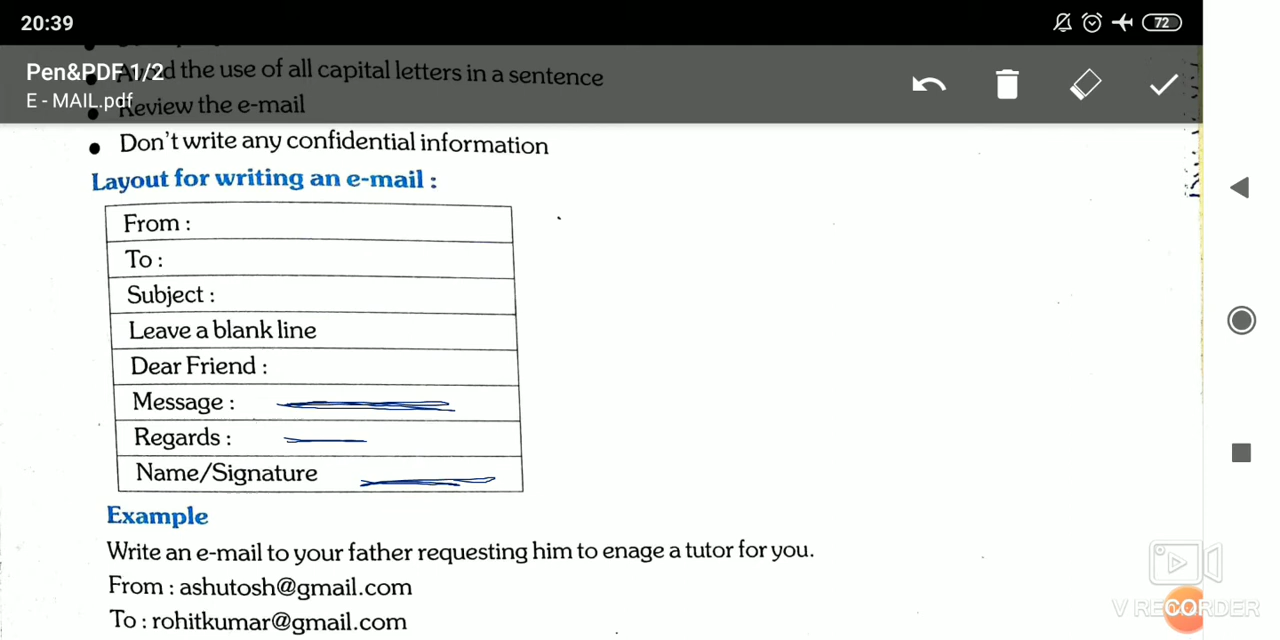 20:39
72
Pen&PDF 1/2
the use of all capital letters in a sentence
E - MAIL.pdf
Review the e-mail
Don't write any confidential information
Layout for writing an e-mail :
From :
To :
Subject :
Leave a blank line
Dear Friend :
Message :
Regards :
Name/Signature
Example
Write an e-mail to your father requesting him to enage a tutor for you.
From : ashutosh@gmail.com
To : rohitkumar@gmail.com
V RECORDER